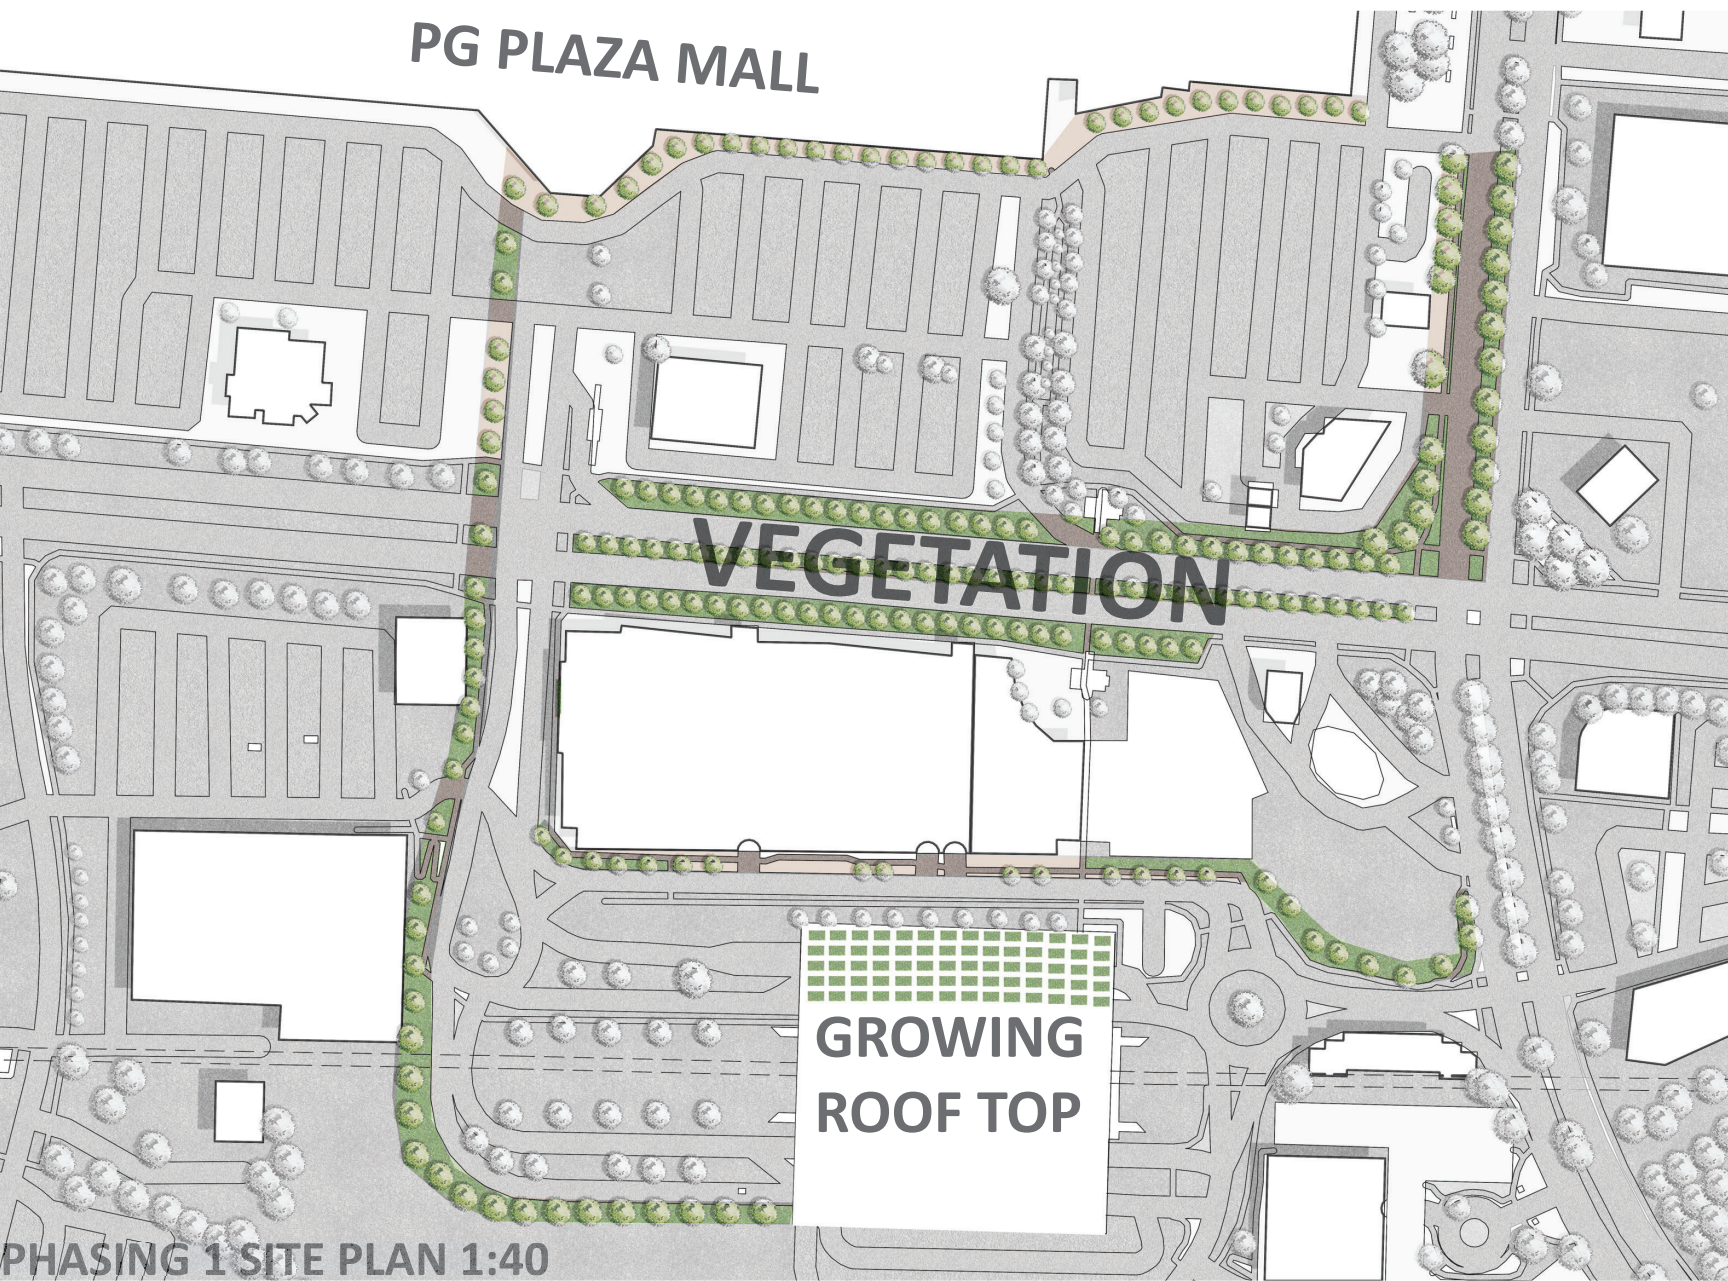 PG PLAZA MALL
VEGETATION
GROWING
ROOF TOP
PHASING 1 SITE PLAN 1:40